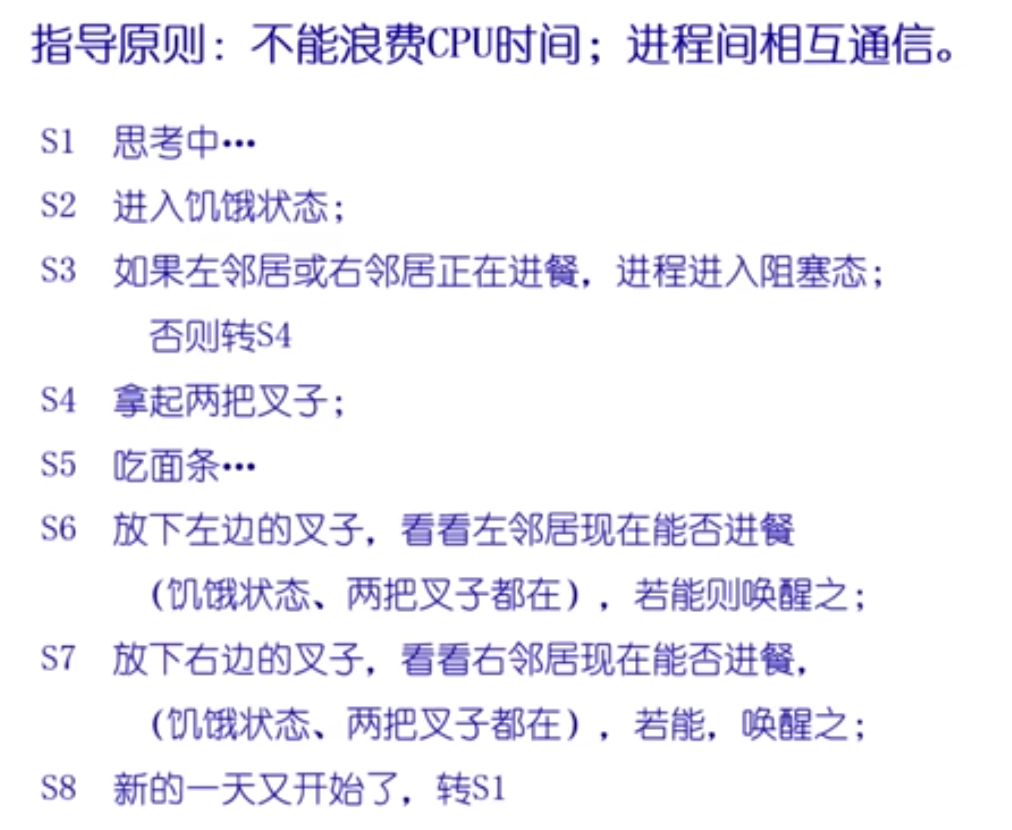 指导原则：不能浪费CPU时间；进程间相互通信。
S1 思考中…
S2 进入饥饿状态；
S3 如果左邻居或右邻居正在进餐，进程进入阻塞态；
否则转S4
S4 拿起两把叉子；
S5 吃面条…
S6 放下左边的叉子，看看左邻居现在能否进餐
（饥饿状态、两把叉子都在），若能则唤醒之；
S7 放下右边的叉子，看看右邻居现在能否进餐，
（饥饿状态、两把叉子都在），若能，唤醒之；
S8 新的一天又开始了，转S1